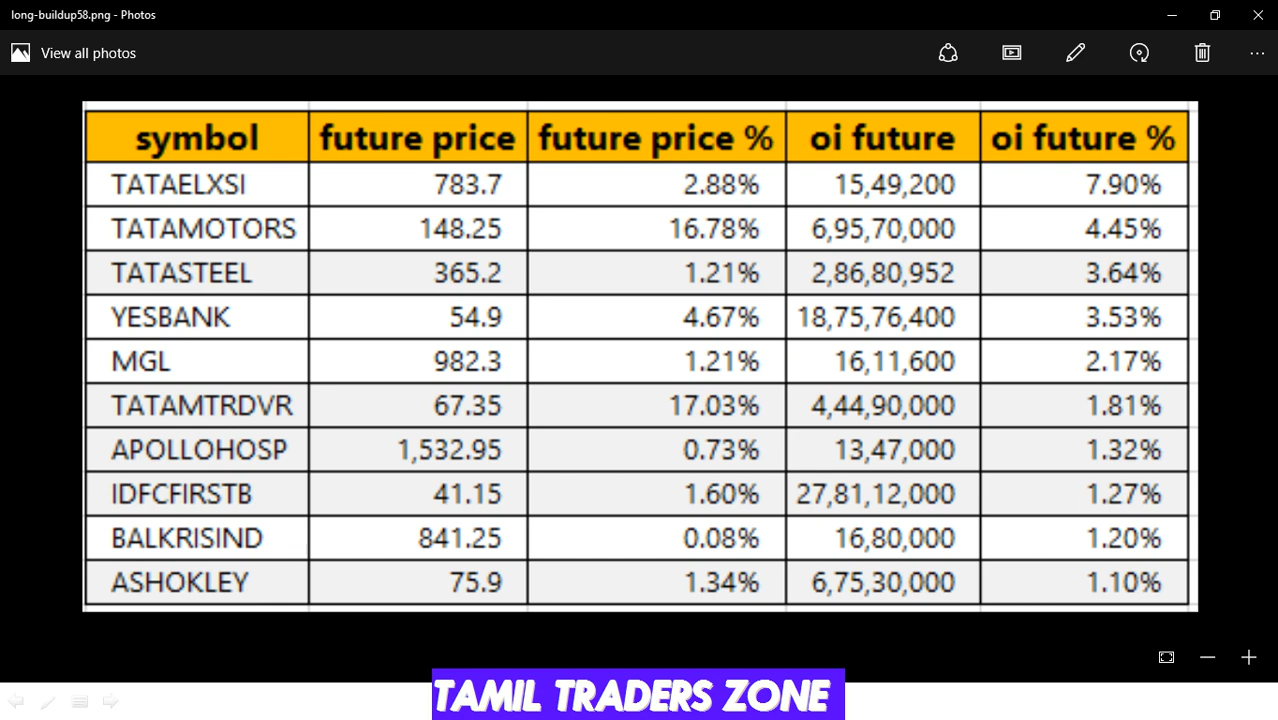 long-buildup58.png - Photos
View all photos
symbol future price future price % oi future oi future %
TATAELXSI 783.7 2.88% 15,49,200 7.90%
TATAMOTORS 148.25 16.78% 6,95,70,000 4.45%
TATASTEEL 365.2 1.21% 2,86,80,952 3.64%
YESBANK 54.9 4.67% 18,75,76,400 3.53%
MGL 982.3 1.21% 16,11,600 2.17%
TATAMTRDVR 67.35 17.03% 4,44,90,000 1.81%
APOLLOHOSP 1,532.95 0.73% 13,47,000 1.32%
IDFCFIRSTB 41.15 1.60% 27,81,12,000 1.27%
BALKRISIND 841.25 0.08% 16,80,000 1.20%
ASHOKLEY 75.9 1.34% 6,75,30,000 1.10%
TAMIL TRADERS ZONE